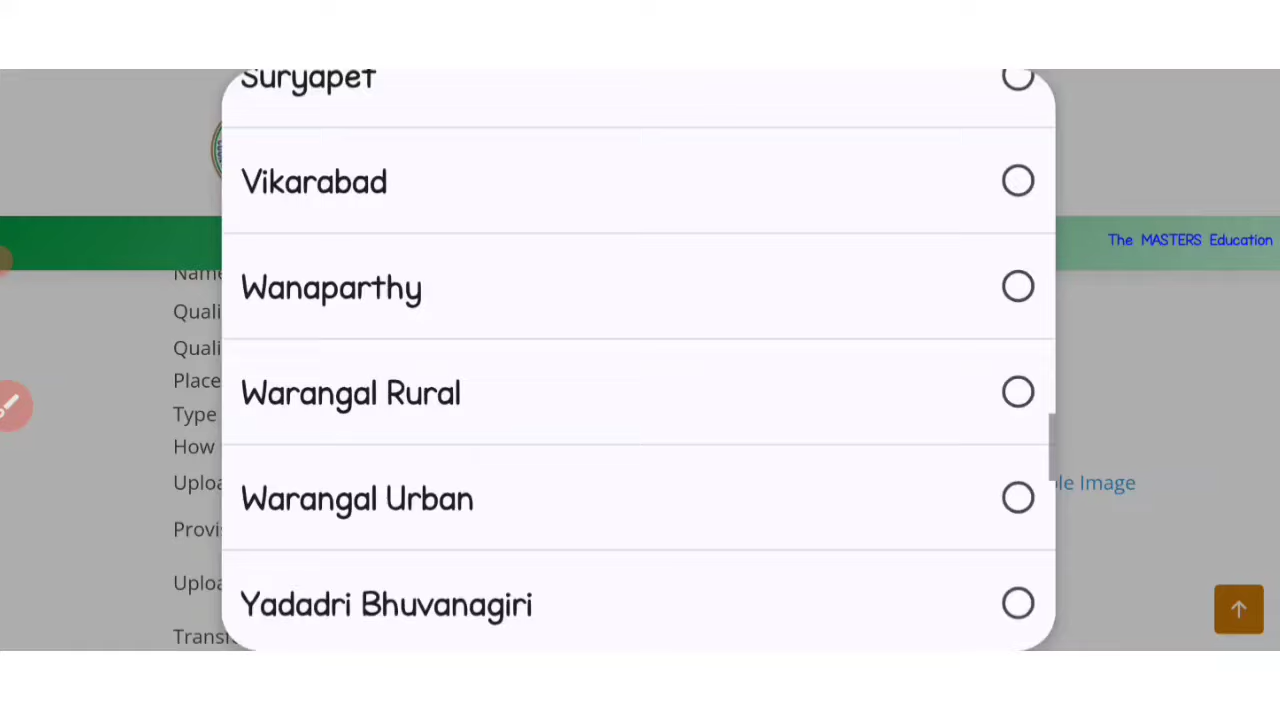 Suryapet
Vikarabad
The MASTERS Education
Name
Quali
Wanaparthy
Quali
Place
Warangal Rural
Type
How
Uploa
le Image
Warangal Urban
Provi
Uploa
Yadadri Bhuvanagiri
Transf